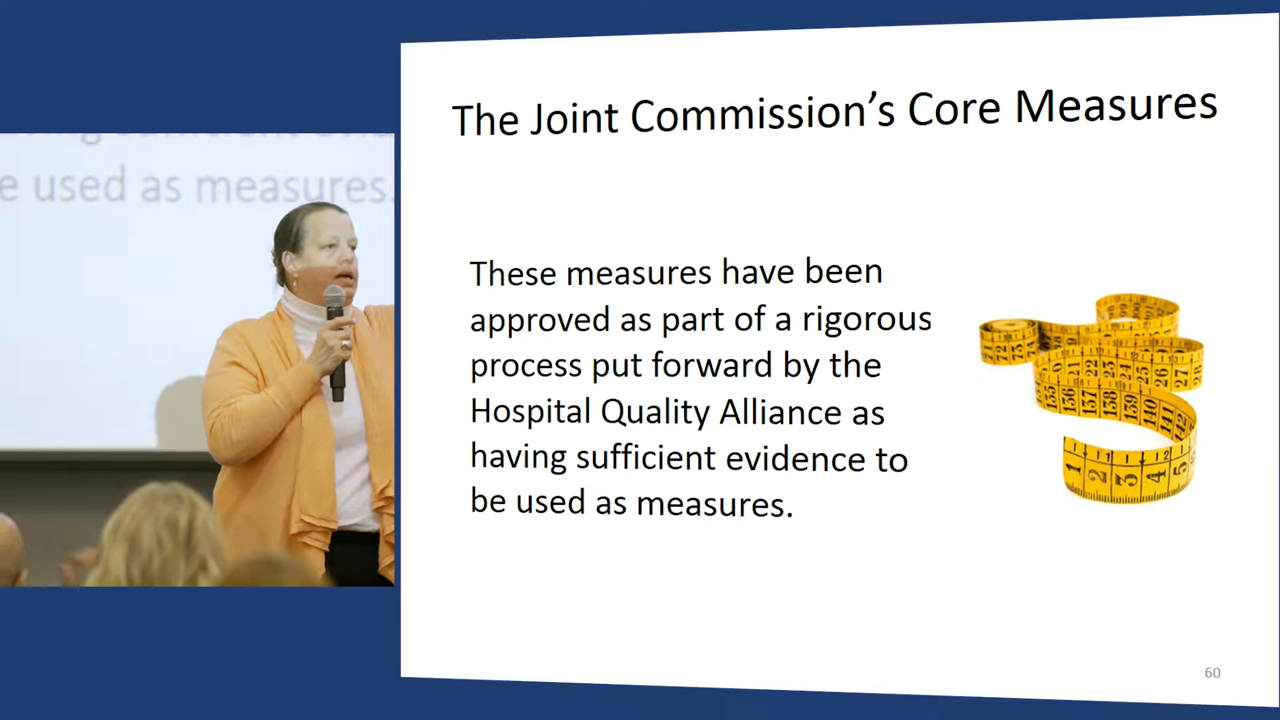 The Joint Commission’s Core Measures
These measures have been
approved as part of a rigorous
process put forward by the
Hospital Quality Alliance as
having sufficient evidence to
be used as measures.
60
e used as measures.